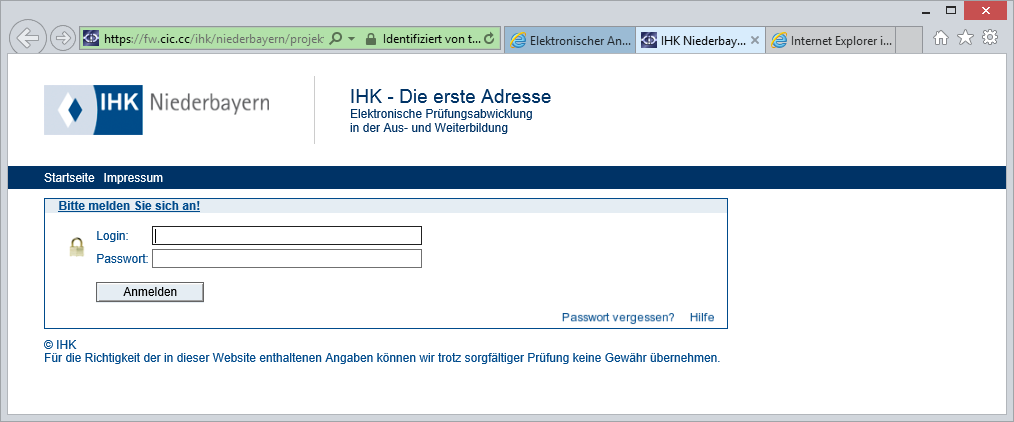 https://fw.cic.cc/ihk/niederbayern/projek
Identifiziert von t...
Elektronischer An...
IHK Niederbay...
Internet Explorer i...
IHK Niederbayern
IHK - Die erste Adresse
Elektronische Prüfungsabwicklung
in der Aus- und Weiterbildung
Startseite Impressum
Bitte melden Sie sich an!
Login:
Passwort:
Anmelden
Passwort vergessen? Hilfe
© IHK
Für die Richtigkeit der in dieser Website enthaltenen Angaben können wir trotz sorgfältiger Prüfung keine Gewähr übernehmen.